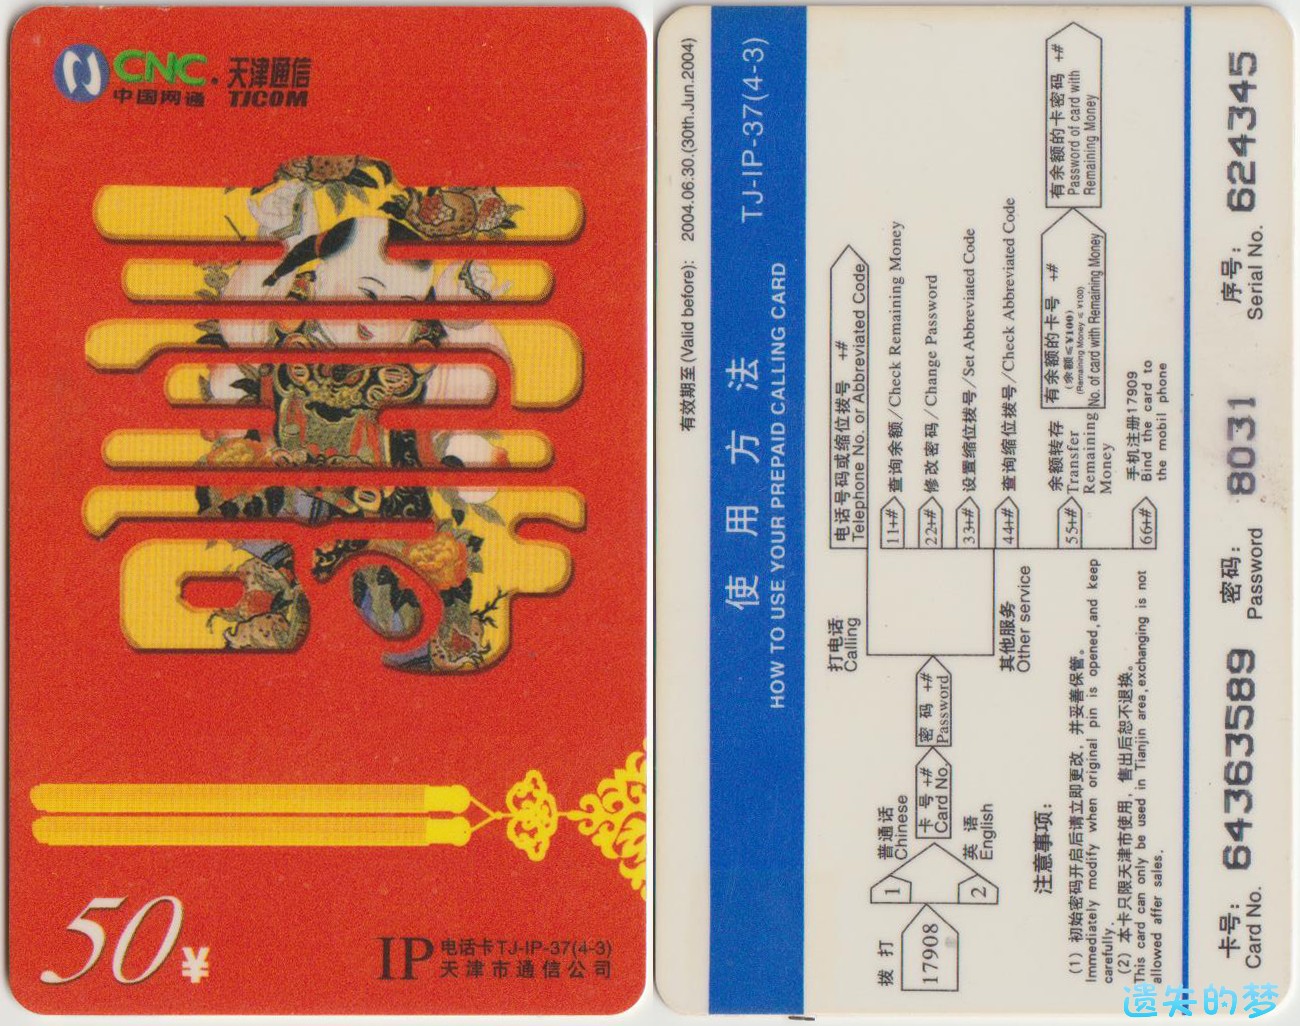 CNC·天津通信
中国网通 TJCOM
50¥
IP 电话卡TJ-IP-37(4-3)
天津市通信公司
有效期至(Valid before): 2004.06.30.(30th.Jun.2004)
使用方法 TJ-IP-37(4-3)
HOW TO USE YOUR PREPAID CALLING CARD
拨打
17908
1
普通话
Chinese
2
英语
English
卡号+#
Card No.
密码+#
Password
打电话
Calling
电话号码或缩位拨号 +#
Telephone No. or Abbreviated Code
其他服务
Other service
11+# 查询余额/Check Remaining Money
22+# 修改密码/Change Password
33+# 设置缩位拨号/Set Abbreviated Code
44+# 查询缩位拨号/Check Abbreviated Code
55+#
余额转存
Transfer
Remaining
Money
有余额的卡号 +#
(余额≤¥100)
(Remaining Money ≤ ¥100)
No. of card with Remaining Money
有余额的卡密码 +#
Password of card with
Remaining Money
66+#
手机注册17909
Bind the card to
the mobil phone
注意事项:
(1) 初始密码开启后请立即更改,并妥善保管。
Immediately modify when original pin is opened,and keep
carefully.
(2) 本卡只限天津市使用,售出后恕不退换。
This card can only be used in Tianjin area,exchanging is not
allowed affer sales.
卡号: 64363589 密码: 8031 序号: 624345
Card No. Password Serial No.
遗失的梦